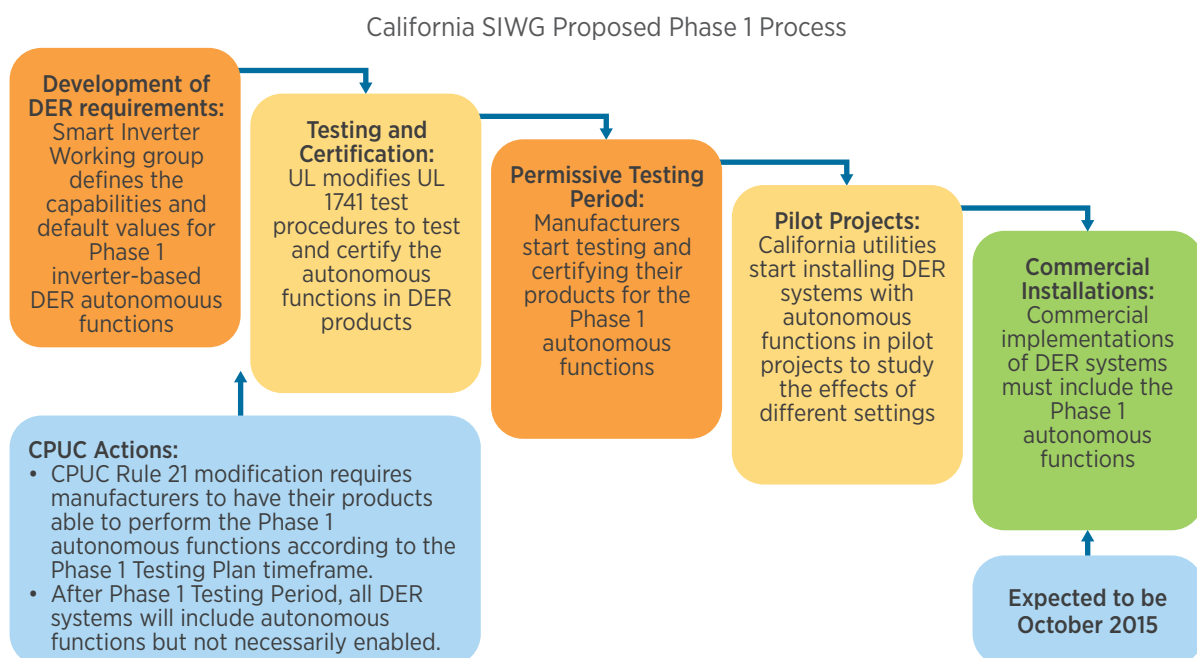 California SIWG Proposed Phase 1 Process
Development of
DER requirements:
Smart Inverter
Working group
defines the
capabilities and
default values for
Phase 1
inverter-based
DER autonomouus
functions
Testing and
Certification:
UL modifies UL
1741 test
procedures to test
and certify the
autonomous
functions in DER
products
Permissive Testing
Period:
Manufacturers
start testing and
certifying their
products for the
Phase 1
autonomous
functions
Pilot Projects:
California utilities
start installing DER
systems with
autonomous
functions in pilot
projects to study
the effects of
different settings
Commercial
Installations:
Commercial
implementations
of DER systems
must include the
Phase 1
autonomous
functions
CPUC Actions:
• CPUC Rule 21 modification requires
manufacturers to have their products
able to perform the Phase 1
autonomous functions according to the
Phase 1 Testing Plan timeframe.
• After Phase 1 Testing Period, all DER
systems will include autonomous
functions but not necessarily enabled.
Expected to be
October 2015